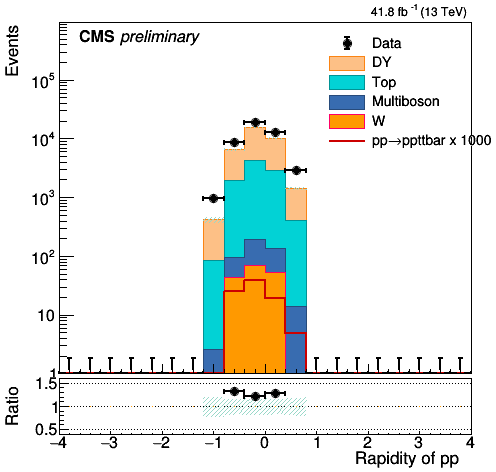 41.8 fb⁻¹ (13 TeV)
CMS preliminary
Events
Data
DY
Top
Multiboson
W
pp→ppttbar x 1000
10⁵
10⁴
10³
10²
10
1
Ratio
1.5
1
0.5
−4 −3 −2 −1 0 1 2 3 4
Rapidity of pp